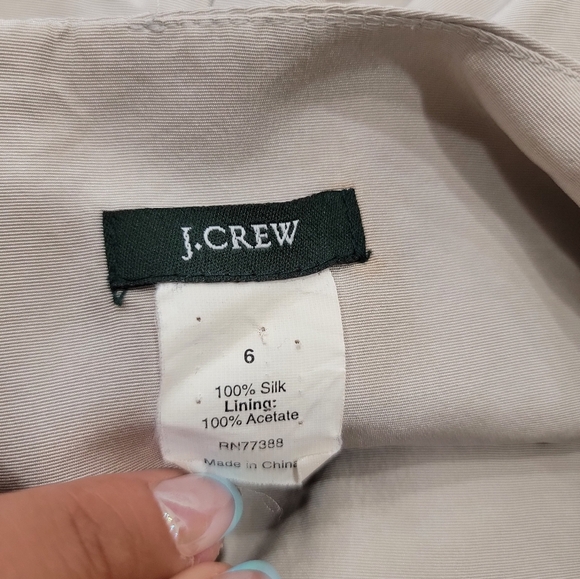 J.CREW
6
100% Silk
Lining:
100% Acetate
RN77388
Made in China